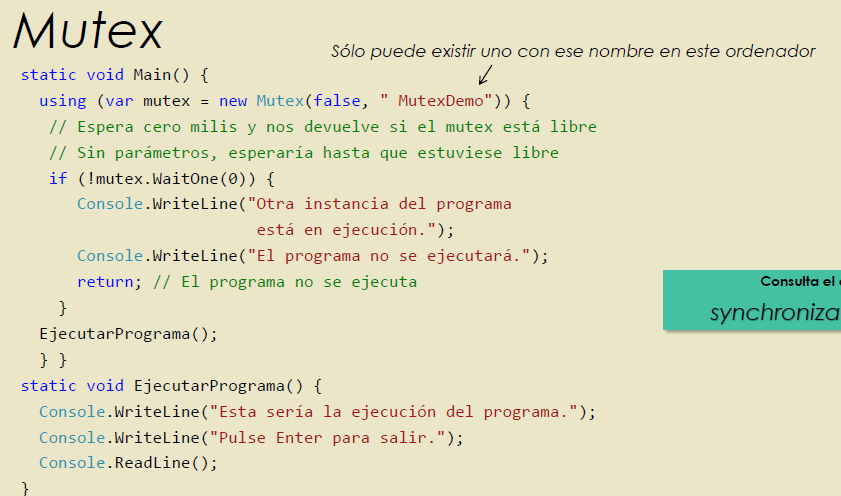 Mutex
Sólo puede existir uno con ese nombre en este ordenador
static void Main() {
using (var mutex = new Mutex(false, " MutexDemo")) {
// Espera cero milis y nos devuelve si el mutex está libre
// Sin parámetros, esperaría hasta que estuviese libre
if (!mutex.WaitOne(0)) {
Console.WriteLine("Otra instancia del programa
está en ejecución.");
Console.WriteLine("El programa no se ejecutará.");
return; // El programa no se ejecuta
}
EjecutarPrograma();
} }
static void EjecutarPrograma() {
Console.WriteLine("Esta sería la ejecución del programa.");
Console.WriteLine("Pulse Enter para salir.");
Console.ReadLine();
}
Consulta el
synchroniza